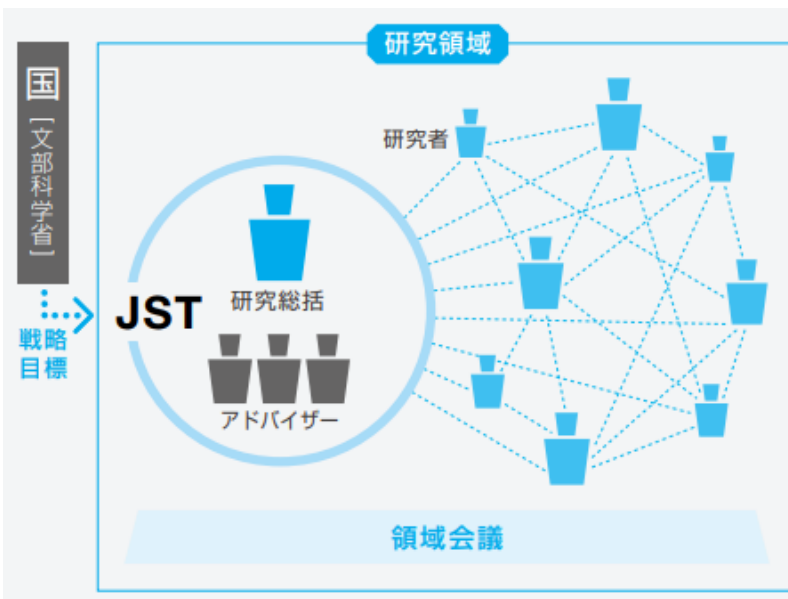 研究領域
国
[文部科学省]
研究者
JST
研究総括
戦略
目標
アドバイザー
領域会議